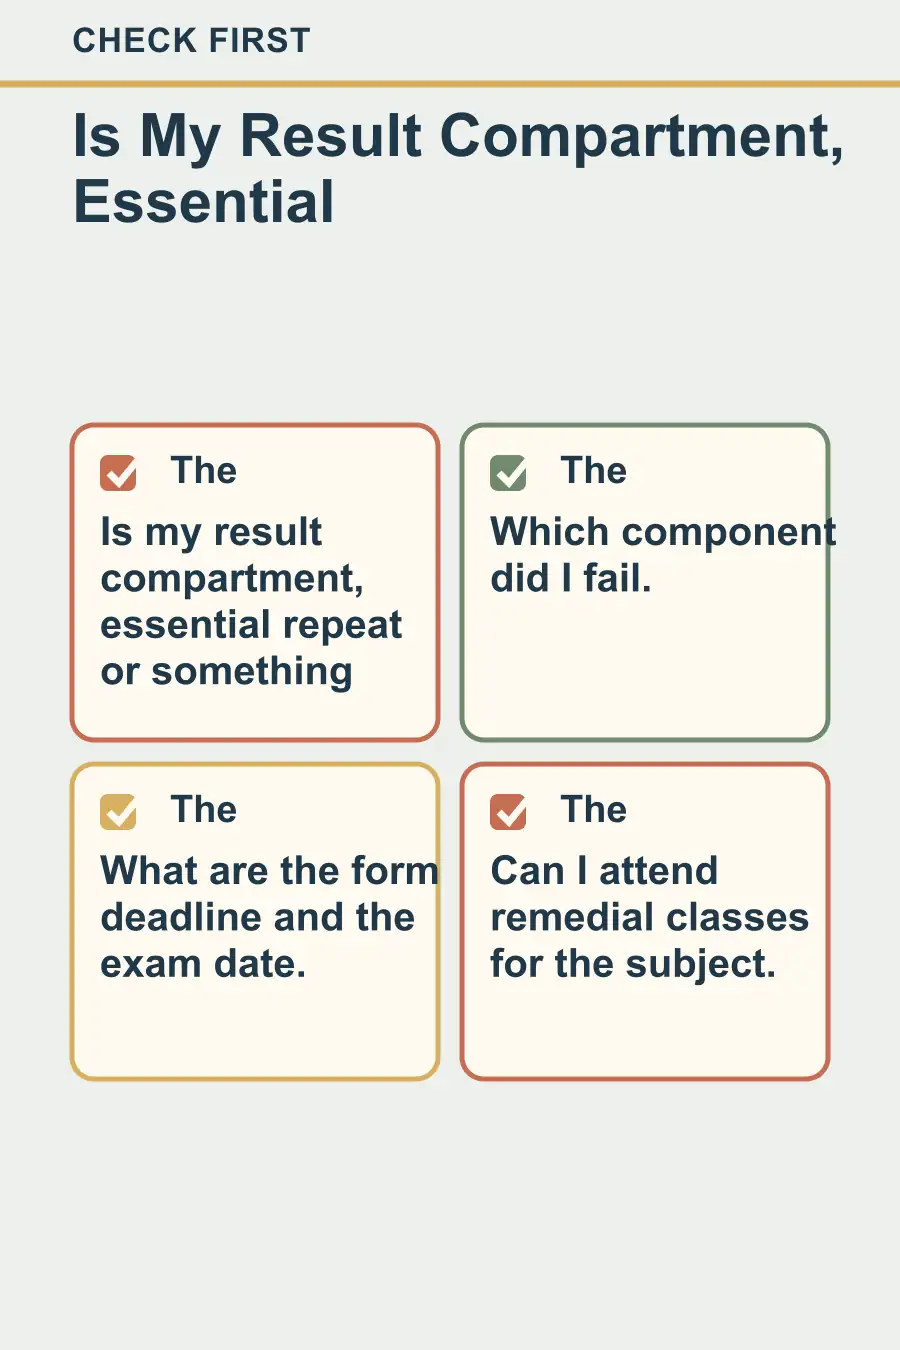 CHECK FIRST
Is My Result Compartment,
Essential
The
Is my result
compartment,
essential repeat
or something
The
Which component
did I fail.
The
What are the form
deadline and the
exam date.
The
Can I attend
remedial classes
for the subject.